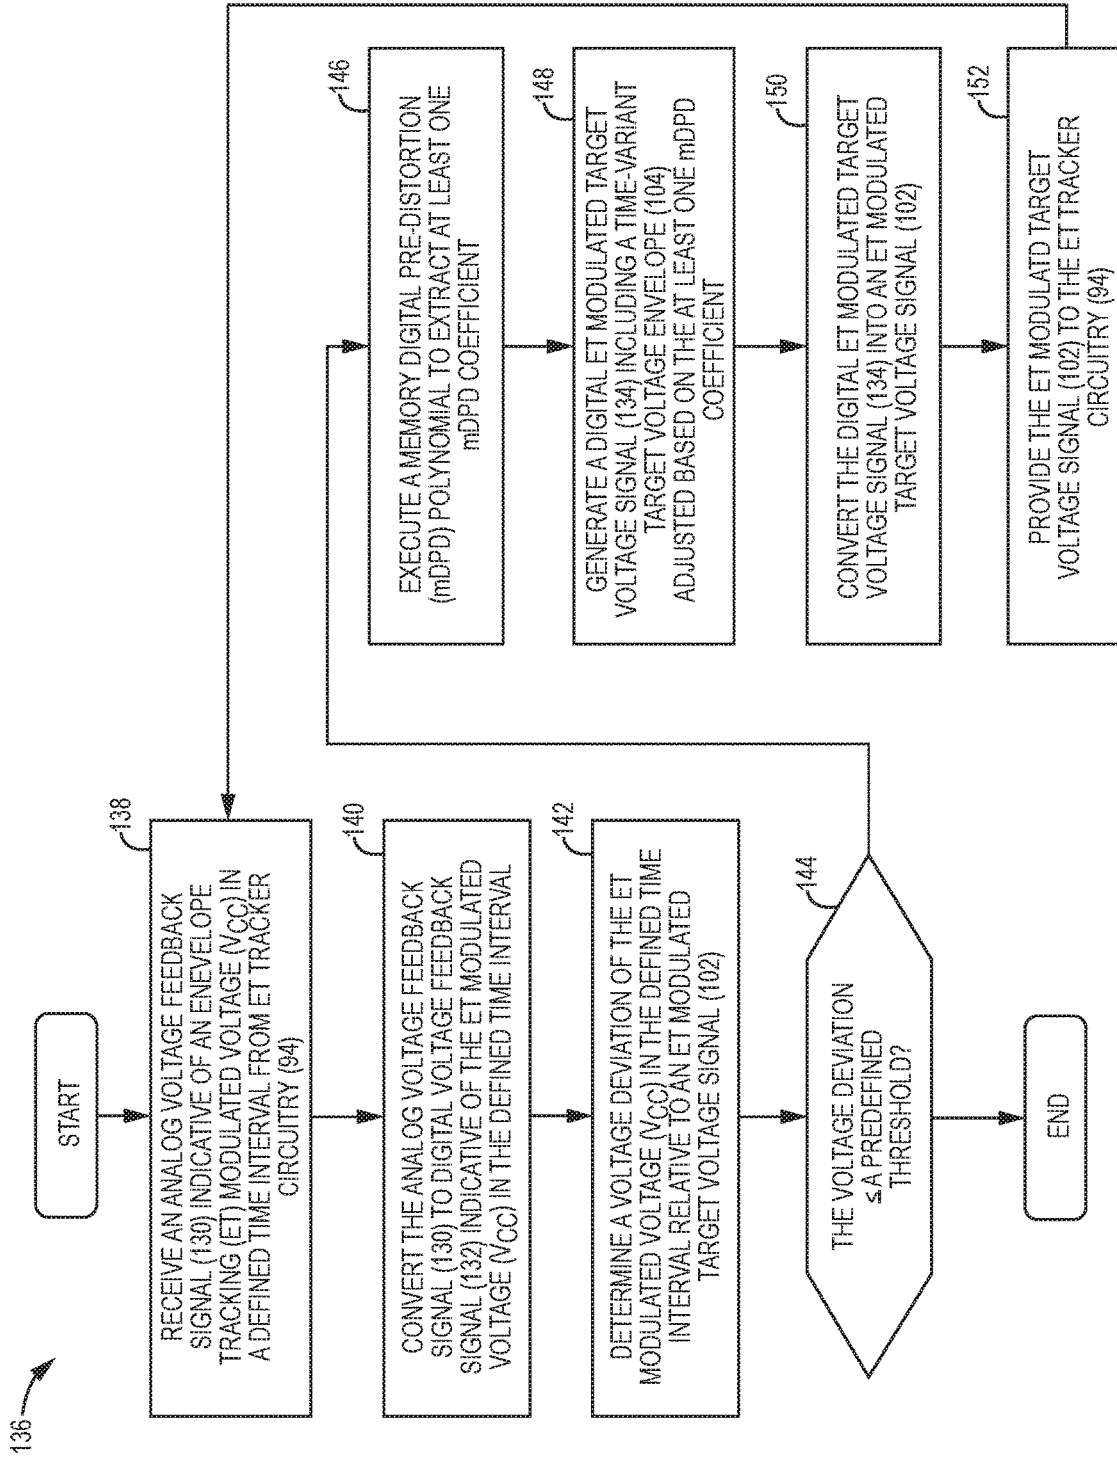 136
START
138
RECEIVE AN ANALOG VOLTAGE FEEDBACK
SIGNAL (130) INDICATIVE OF AN ENEVELOPE
TRACKING (ET) MODULATED VOLTAGE (VCC) IN
A DEFINED TIME INTERVAL FROM ET TRACKER
CIRCUITRY (94)
140
CONVERT THE ANALOG VOLTAGE FEEDBACK
SIGNAL (130) TO DIGITAL VOLTAGE FEEDBACK
SIGNAL (132) INDICATIVE OF THE ET MODULATED
VOLTAGE (VCC) IN THE DEFINED TIME INTERVAL
142
DETERMINE A VOLTAGE DEVIATION OF THE ET
MODULATED VOLTAGE (VCC) IN THE DEFINED TIME
INTERVAL RELATIVE TO AN ET MODULATED
TARGET VOLTAGE SIGNAL (102)
144
THE VOLTAGE DEVIATION
≤ A PREDEFINED
THRESHOLD?
END
146
EXECUTE A MEMORY DIGITAL PRE-DISTORTION
(mDPD) POLYNOMIAL TO EXTRACT AT LEAST ONE
mDPD COEFFICIENT
148
GENERATE A DIGITAL ET MODULATED TARGET
VOLTAGE SIGNAL (134) INCLUDING A TIME-VARIANT
TARGET VOLTAGE ENVELOPE (104)
ADJUSTED BASED ON THE AT LEAST ONE mDPD
COEFFICIENT
150
CONVERT THE DIGITAL ET MODULATED TARGET
VOLTAGE SIGNAL (134) INTO AN ET MODULATED
TARGET VOLTAGE SIGNAL (102)
152
PROVIDE THE ET MODULATD TARGET
VOLTAGE SIGNAL (102) TO THE ET TRACKER
CIRCUITRY (94)